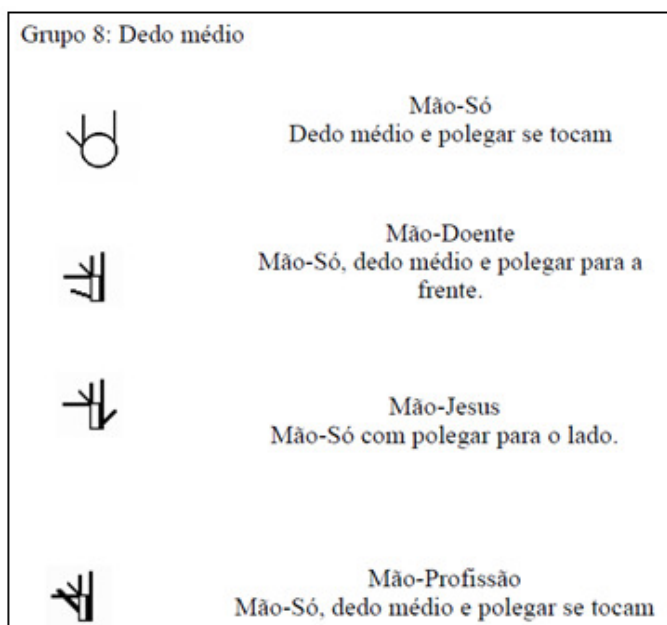 Grupo 8: Dedo médio
Mão-Só
Dedo médio e polegar se tocam
Mão-Doente
Mão-Só, dedo médio e polegar para a
frente.
Mão-Jesus
Mão-Só com polegar para o lado.
Mão-Profissão
Mão-Só, dedo médio e polegar se tocam